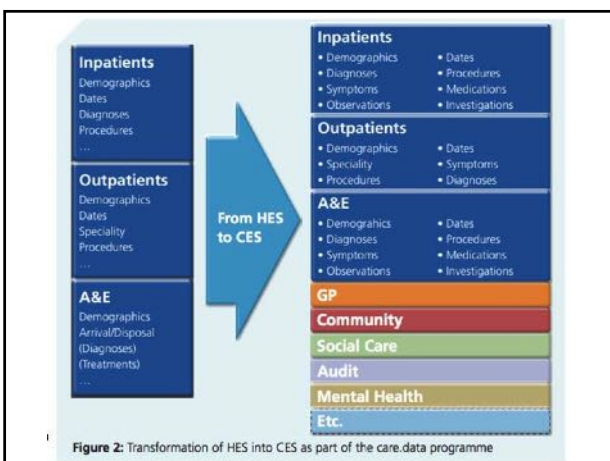 Inpatients
Demographics
Dates
Diagnoses
Procedures
...
Outpatients
Demographics
Dates
Speciality
Procedures
...
A&E
Demographics
Arrival/Disposal
(Diagnoses)
(Treatments)
...
From HES
to CES
Inpatients
• Demographics
• Diagnoses
• Symptoms
• Observations
• Dates
• Procedures
• Medications
• Investigations
Outpatients
• Demographics
• Speciality
• Procedures
• Dates
• Symptoms
• Diagnoses
A&E
• Demograhics
• Diagnoses
• Symptoms
• Observations
• Dates
• Procedures
• Medications
• Investigations
GP
Community
Social Care
Audit
Mental Health
Etc.
Figure 2: Transformation of HES into CES as part of the care.data programme